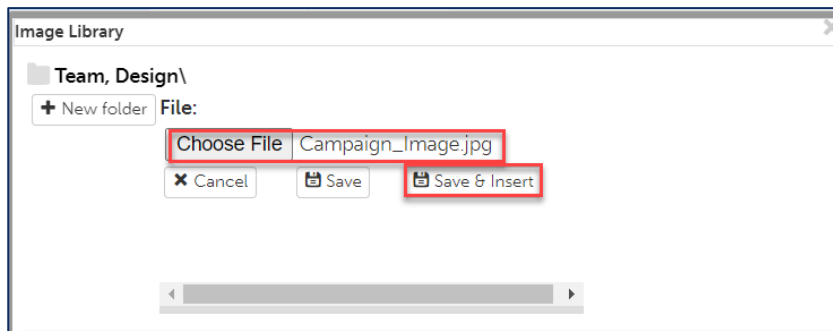 Image Library
Team, Design\
New folder File:
Choose File Campaign_Image.jpg
Cancel Save Save & Insert